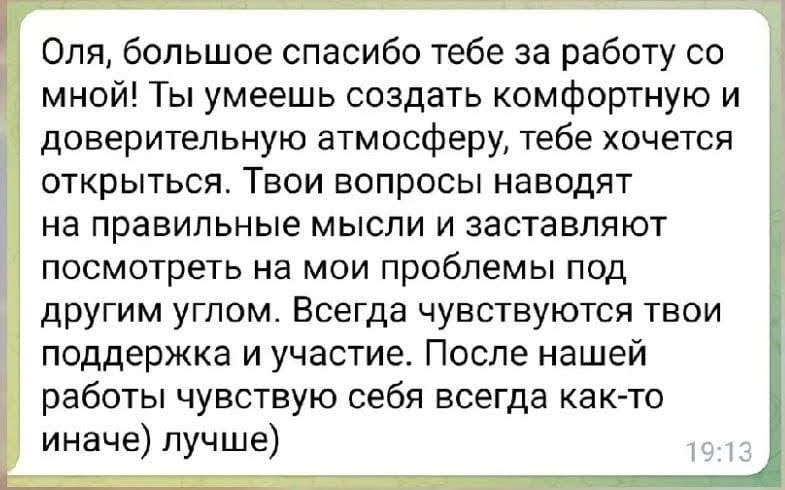 Оля, большое спасибо тебе за работу со
мной! Ты умеешь создать комфортную и
доверительную атмосферу, тебе хочется
открыться. Твои вопросы наводят
на правильные мысли и заставляют
посмотреть на мои проблемы под
другим углом. Всегда чувствуются твои
поддержка и участие. После нашей
работы чувствую себя всегда как-то
иначе) лучше)
19:13